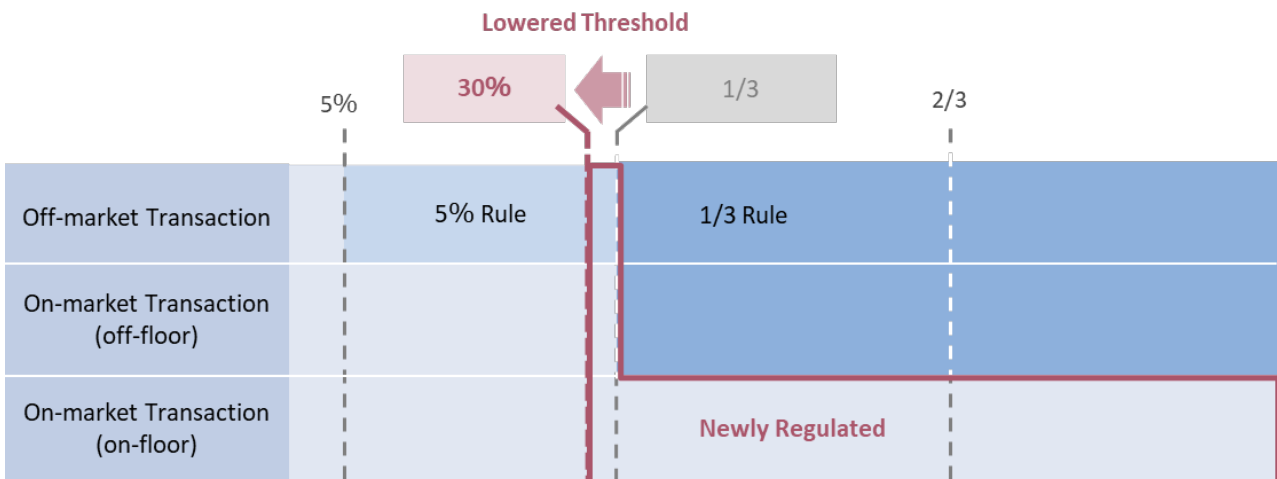 Lowered Threshold
5%
30%
1/3
2/3
Off-market Transaction
5% Rule
1/3 Rule
On-market Transaction
(off-floor)
On-market Transaction
(on-floor)
Newly Regulated